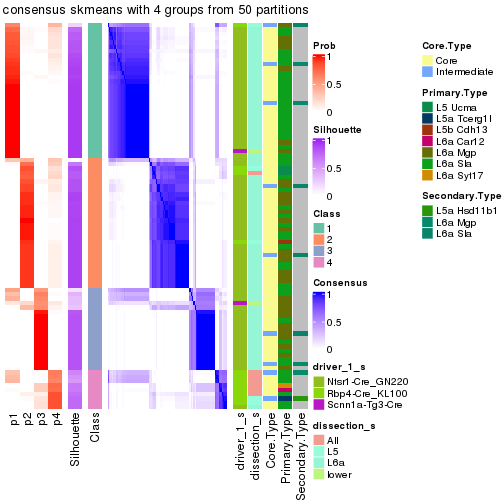 consensus skmeans with 4 groups from 50 partitions
p1
p2
p3
p4
Silhouette
Class
driver_1_s
dissection_s
Core.Type
Primary.Type
Secondary.Type
Prob
1
0.5
0
Silhouette
1
0.5
0
Class
1
2
3
4
Consensus
1
0.5
0
driver_1_s
Ntsr1-Cre_GN220
Rbp4-Cre_KL100
Scnn1a-Tg3-Cre
dissection_s
All
L5
L6a
lower
Core.Type
Core
Intermediate
Primary.Type
L5 Ucma
L5a Tcerg1l
L5b Cdh13
L6a Car12
L6a Mgp
L6a Sla
L6a Syt17
Secondary.Type
L5a Hsd11b1
L6a Mgp
L6a Sla